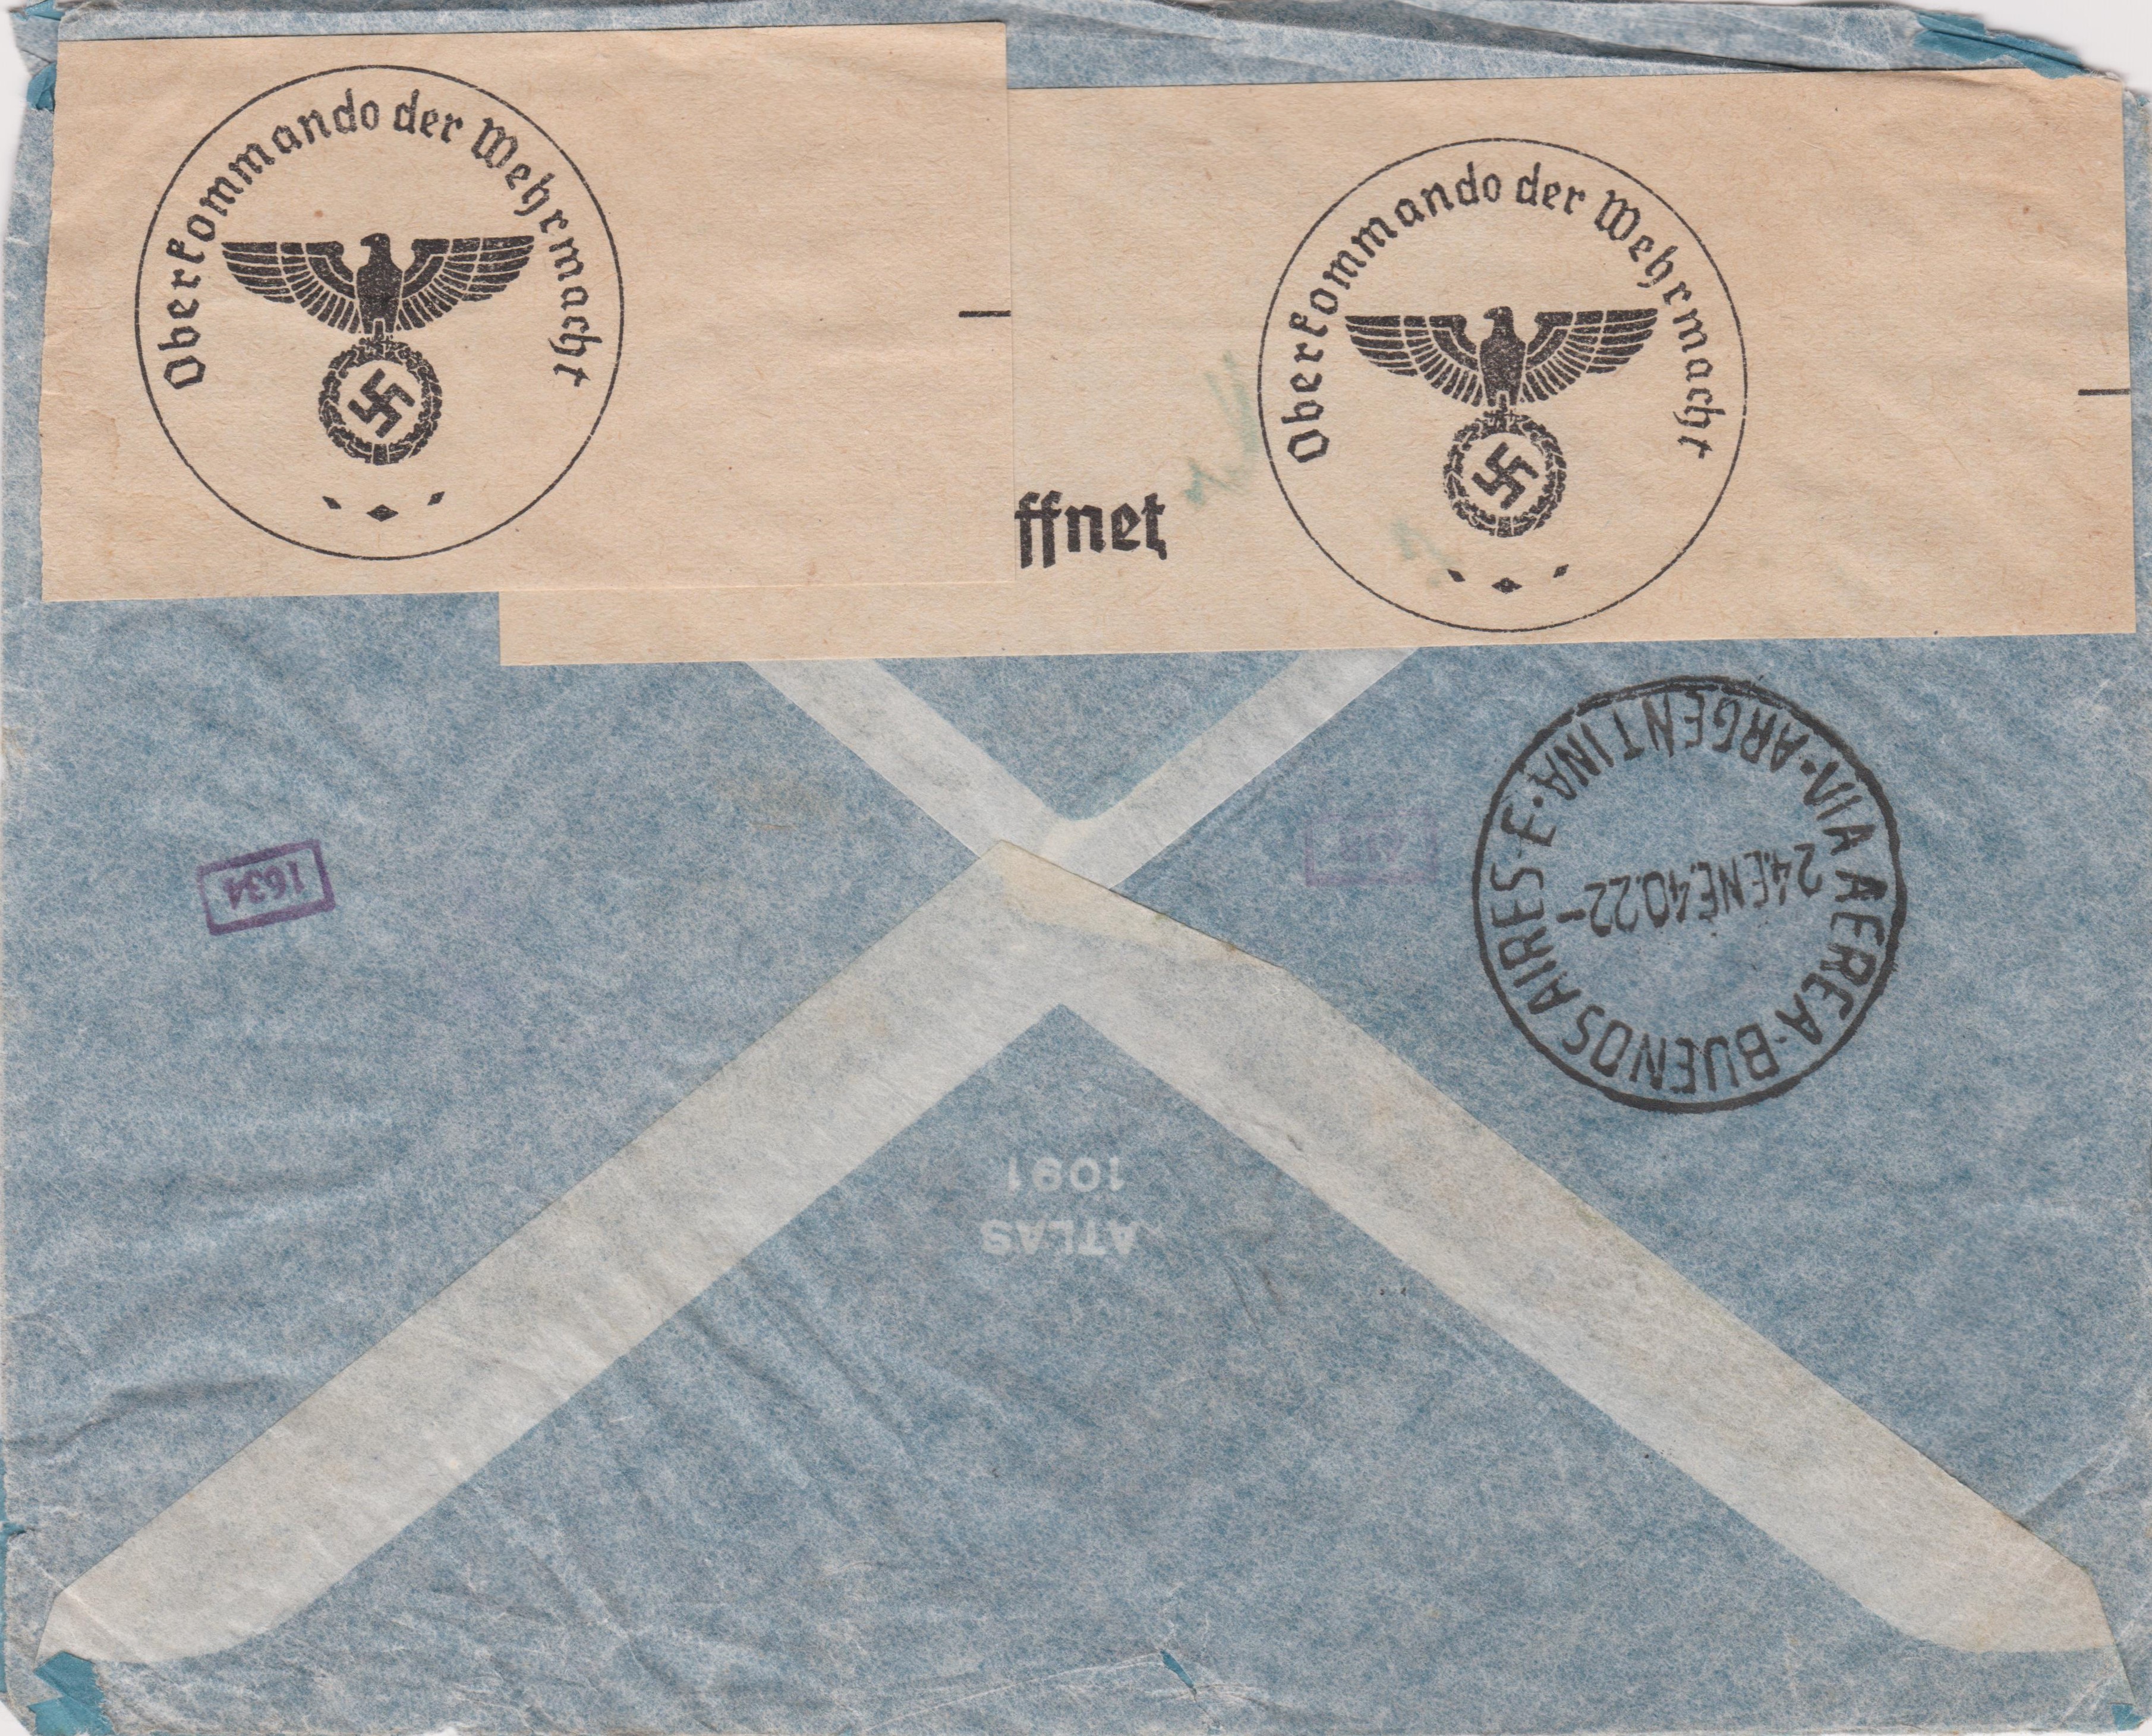 Oberkommando der Wehrmacht
Oberkommando der Wehrmacht
ffnet
VIA AEREA·BUENOS AIRES·F·ARGENTINA·
24.ENE.40.22-
1634
ATLAS
1091